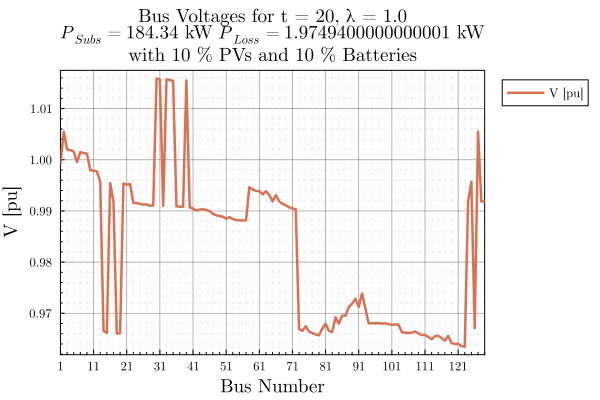 Bus Voltages for t = 20, λ = 1.0
P_Subs = 184.34 kW P_Loss = 1.9749400000000001 kW
with 10 % PVs and 10 % Batteries
V [pu]
1.01
1.00
0.99
0.98
0.97
V [pu]
1 11 21 31 41 51 61 71 81 91 101 111 121
Bus Number